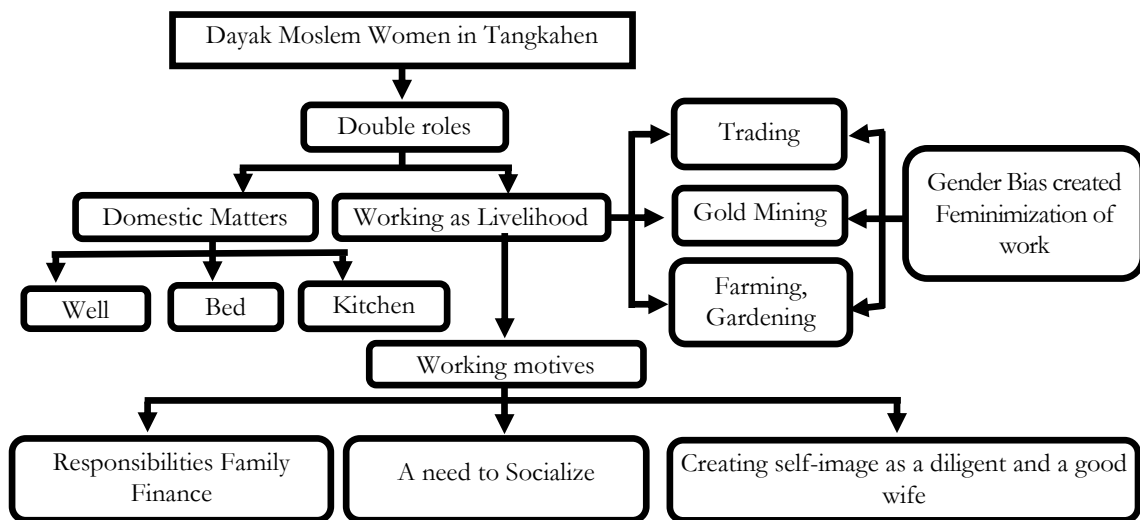 Dayak Moslem Women in Tangkahen
Double roles
Trading
Gender Bias created
Feminimization of
work
Domestic Matters
Working as Livelihood
Gold Mining
Well
Bed
Kitchen
Farming,
Gardening
Working motives
Responsibilities Family
Finance
A need to Socialize
Creating self-image as a diligent and a good
wife